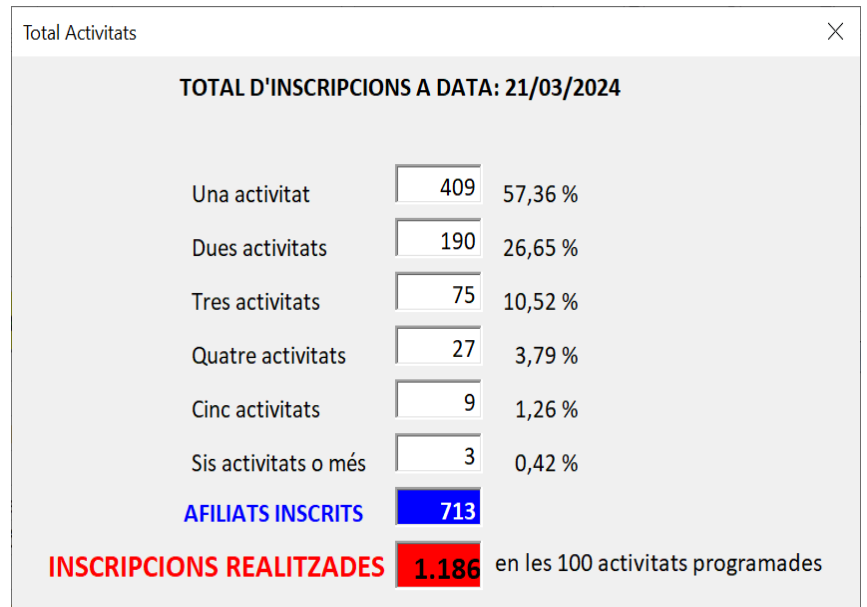 Total Activitats
TOTAL D'INSCRIPCIONS A DATA: 21/03/2024
Una activitat 409 57,36 %
Dues activitats 190 26,65 %
Tres activitats 75 10,52 %
Quatre activitats 27 3,79 %
Cinc activitats 9 1,26 %
Sis activitats o més 3 0,42 %
AFILIATS INSCRITS 713
INSCRIPCIONS REALITZADES 1.186 en les 100 activitats programades